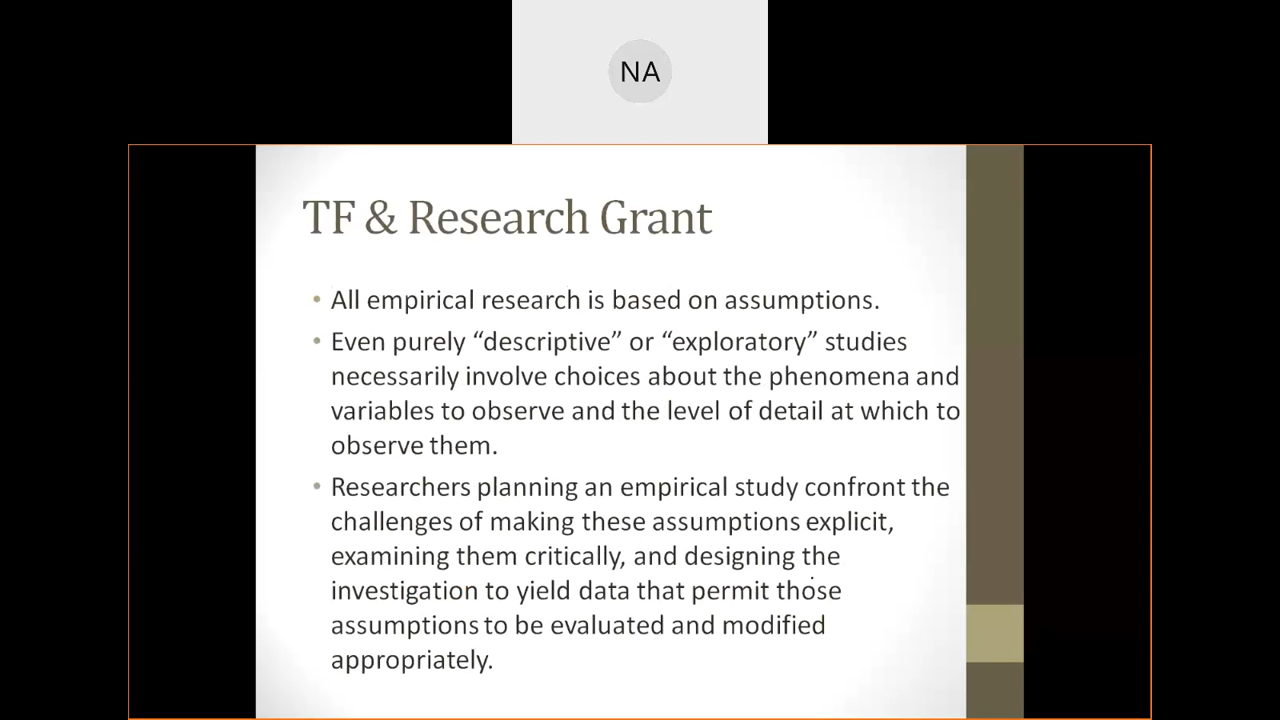 NA
TF & Research Grant
• All empirical research is based on assumptions.
• Even purely “descriptive” or “exploratory” studies
necessarily involve choices about the phenomena and
variables to observe and the level of detail at which to
observe them.
• Researchers planning an empirical study confront the
challenges of making these assumptions explicit,
examining them critically, and designing the
investigation to yield data that permit those
assumptions to be evaluated and modified
appropriately.